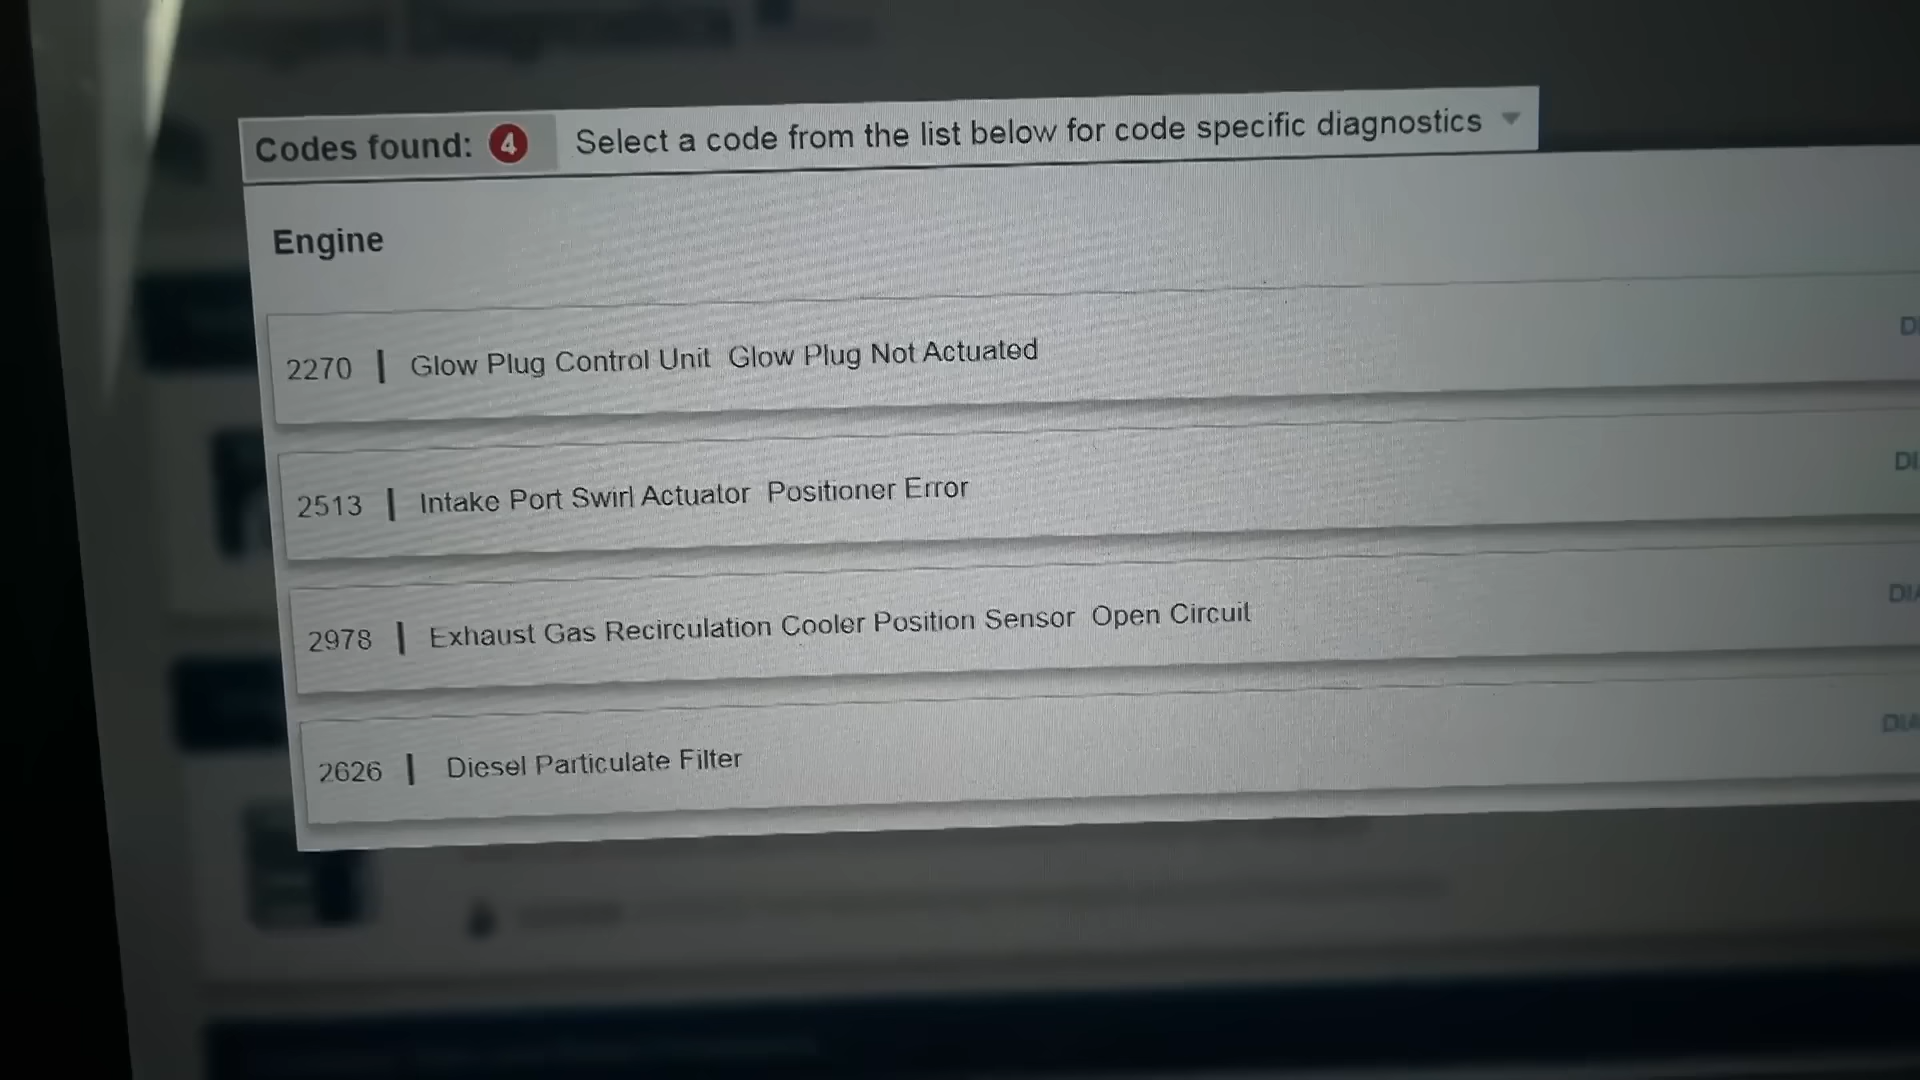 Codes found: 4 Select a code from the list below for code specific diagnostics
Engine
2270 | Glow Plug Control Unit Glow Plug Not Actuated
2513 | Intake Port Swirl Actuator Positioner Error
2978 | Exhaust Gas Recirculation Cooler Position Sensor Open Circuit
2626 | Diesel Particulate Filter